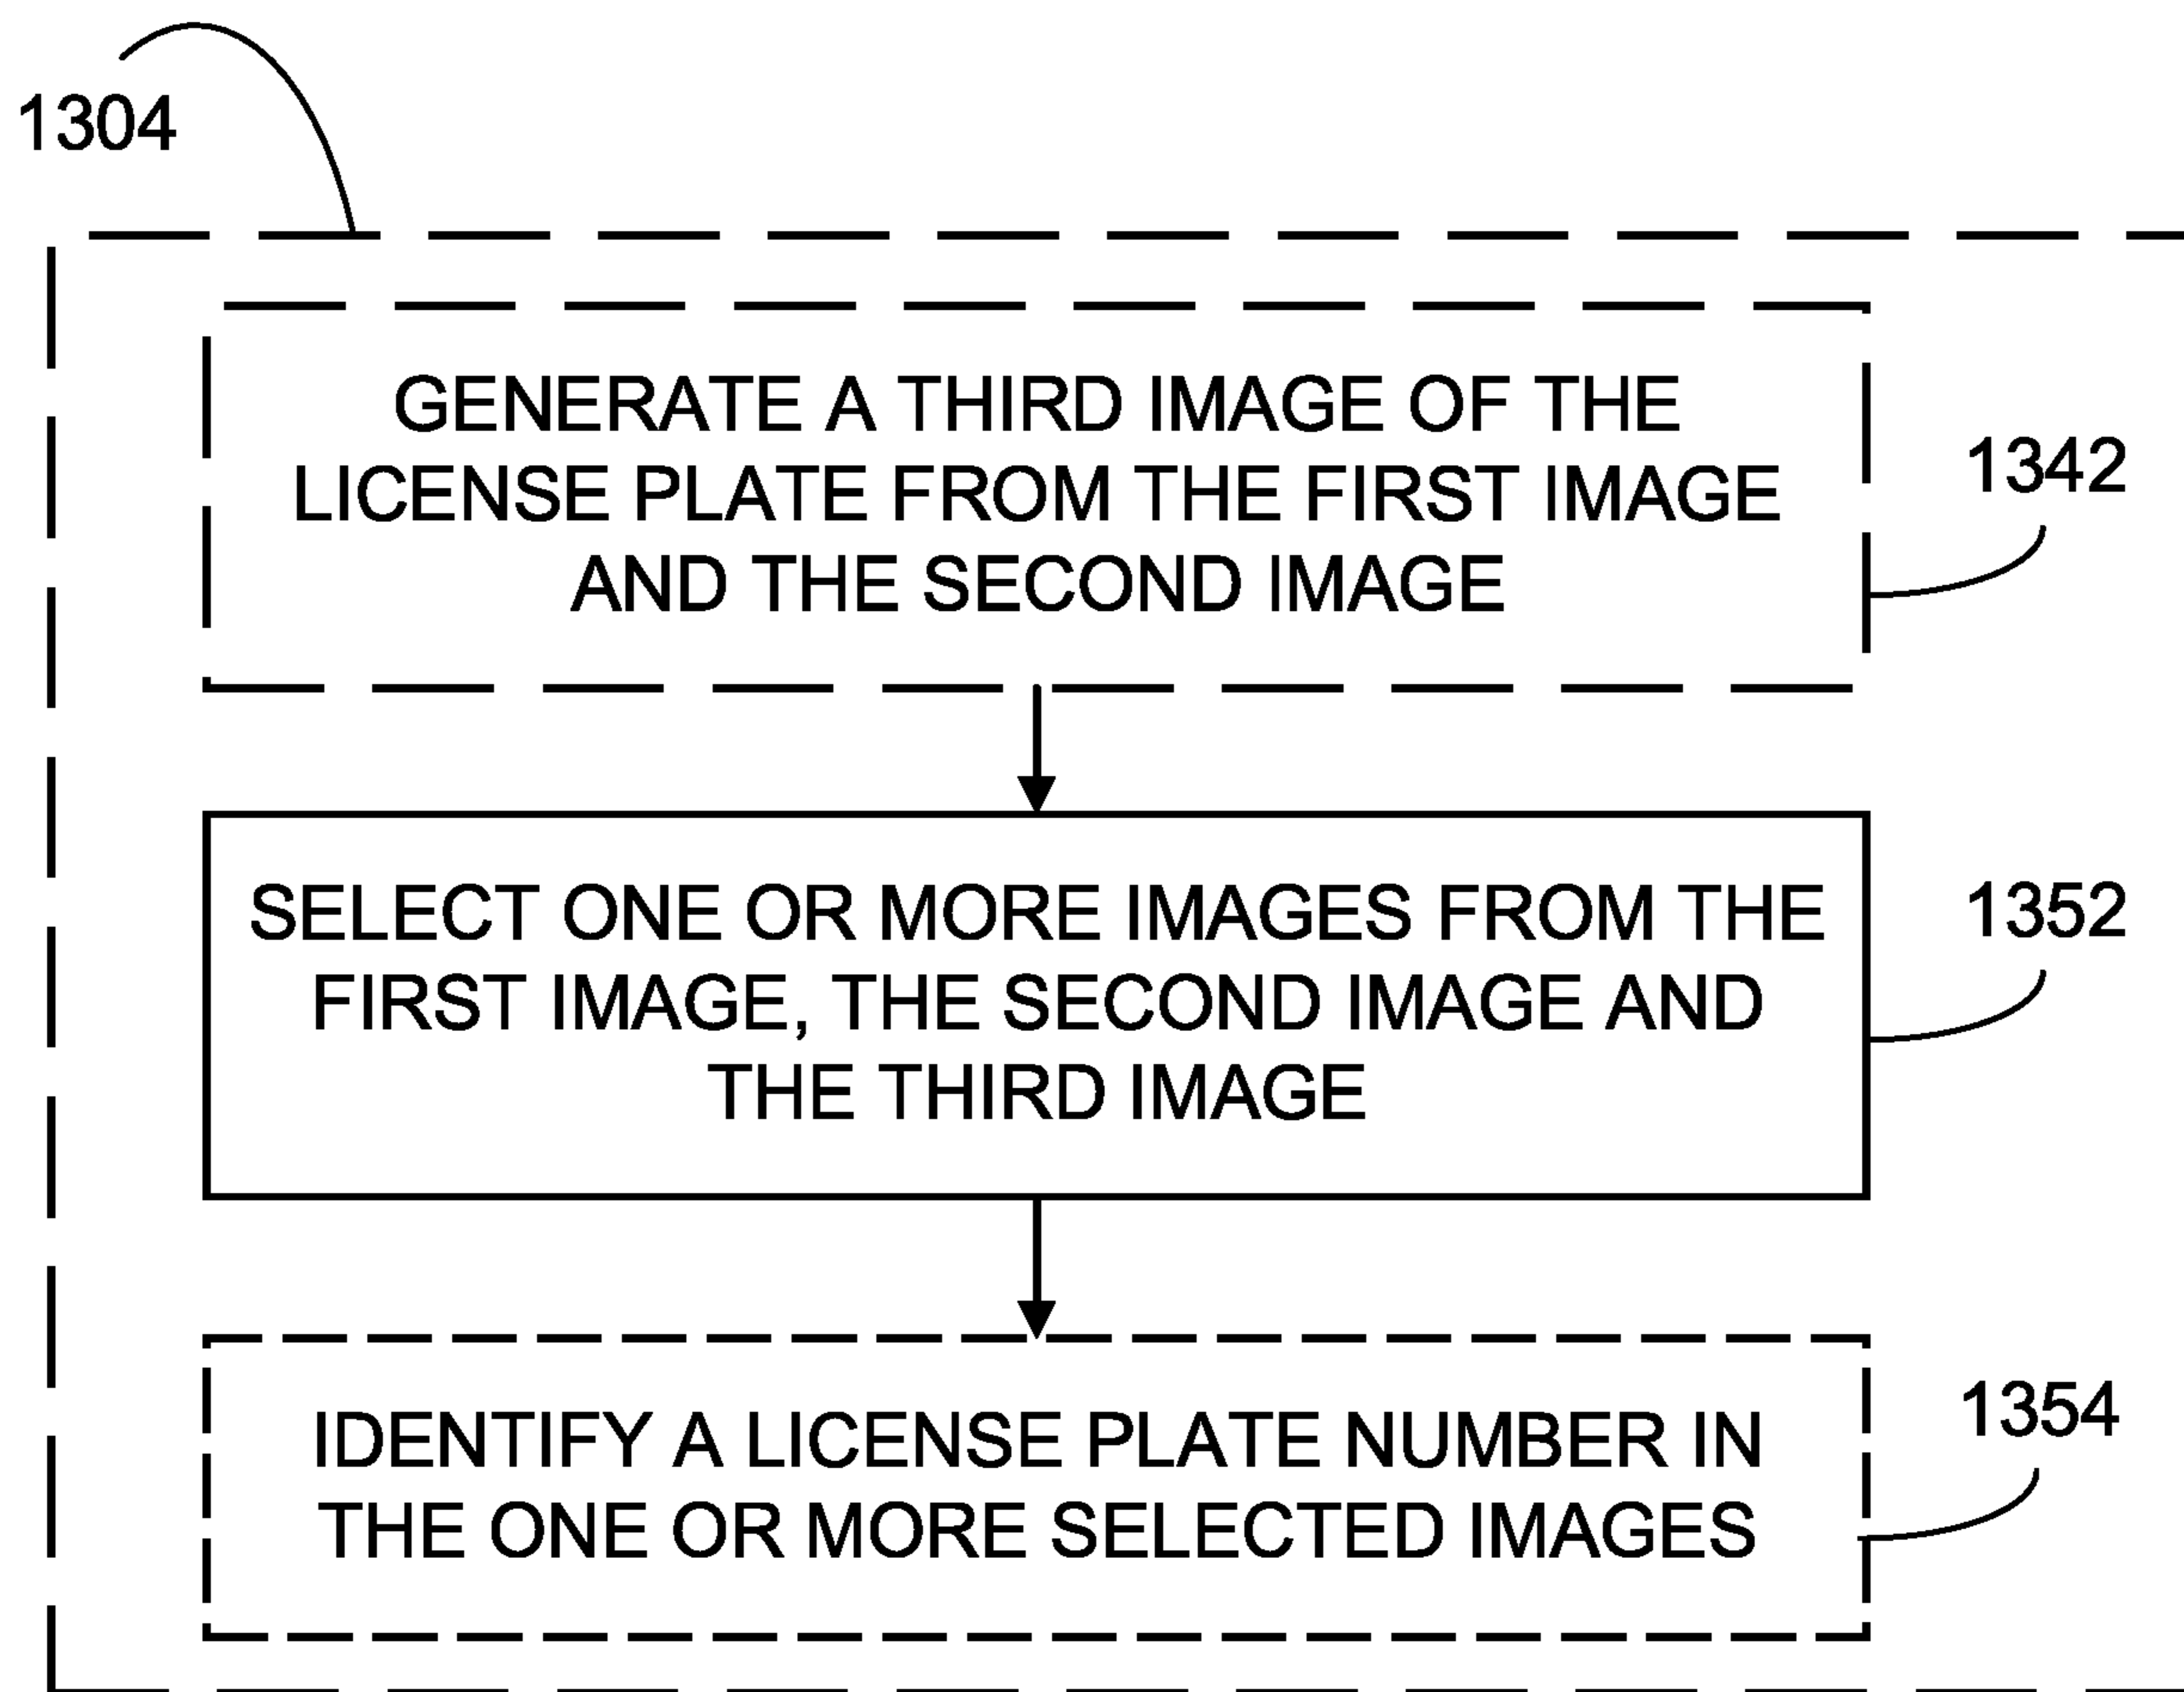 1304
GENERATE A THIRD IMAGE OF THE
LICENSE PLATE FROM THE FIRST IMAGE
AND THE SECOND IMAGE
1342
SELECT ONE OR MORE IMAGES FROM THE
FIRST IMAGE, THE SECOND IMAGE AND
THE THIRD IMAGE
1352
IDENTIFY A LICENSE PLATE NUMBER IN
THE ONE OR MORE SELECTED IMAGES
1354